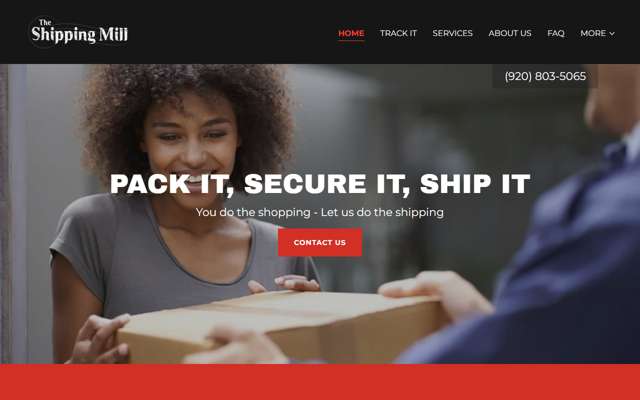 The
Shipping Mill
HOME
TRACK IT
SERVICES
ABOUT US
FAQ
MORE
(920) 803-5065
PACK IT, SECURE IT, SHIP IT
You do the shopping - Let us do the shipping
CONTACT US